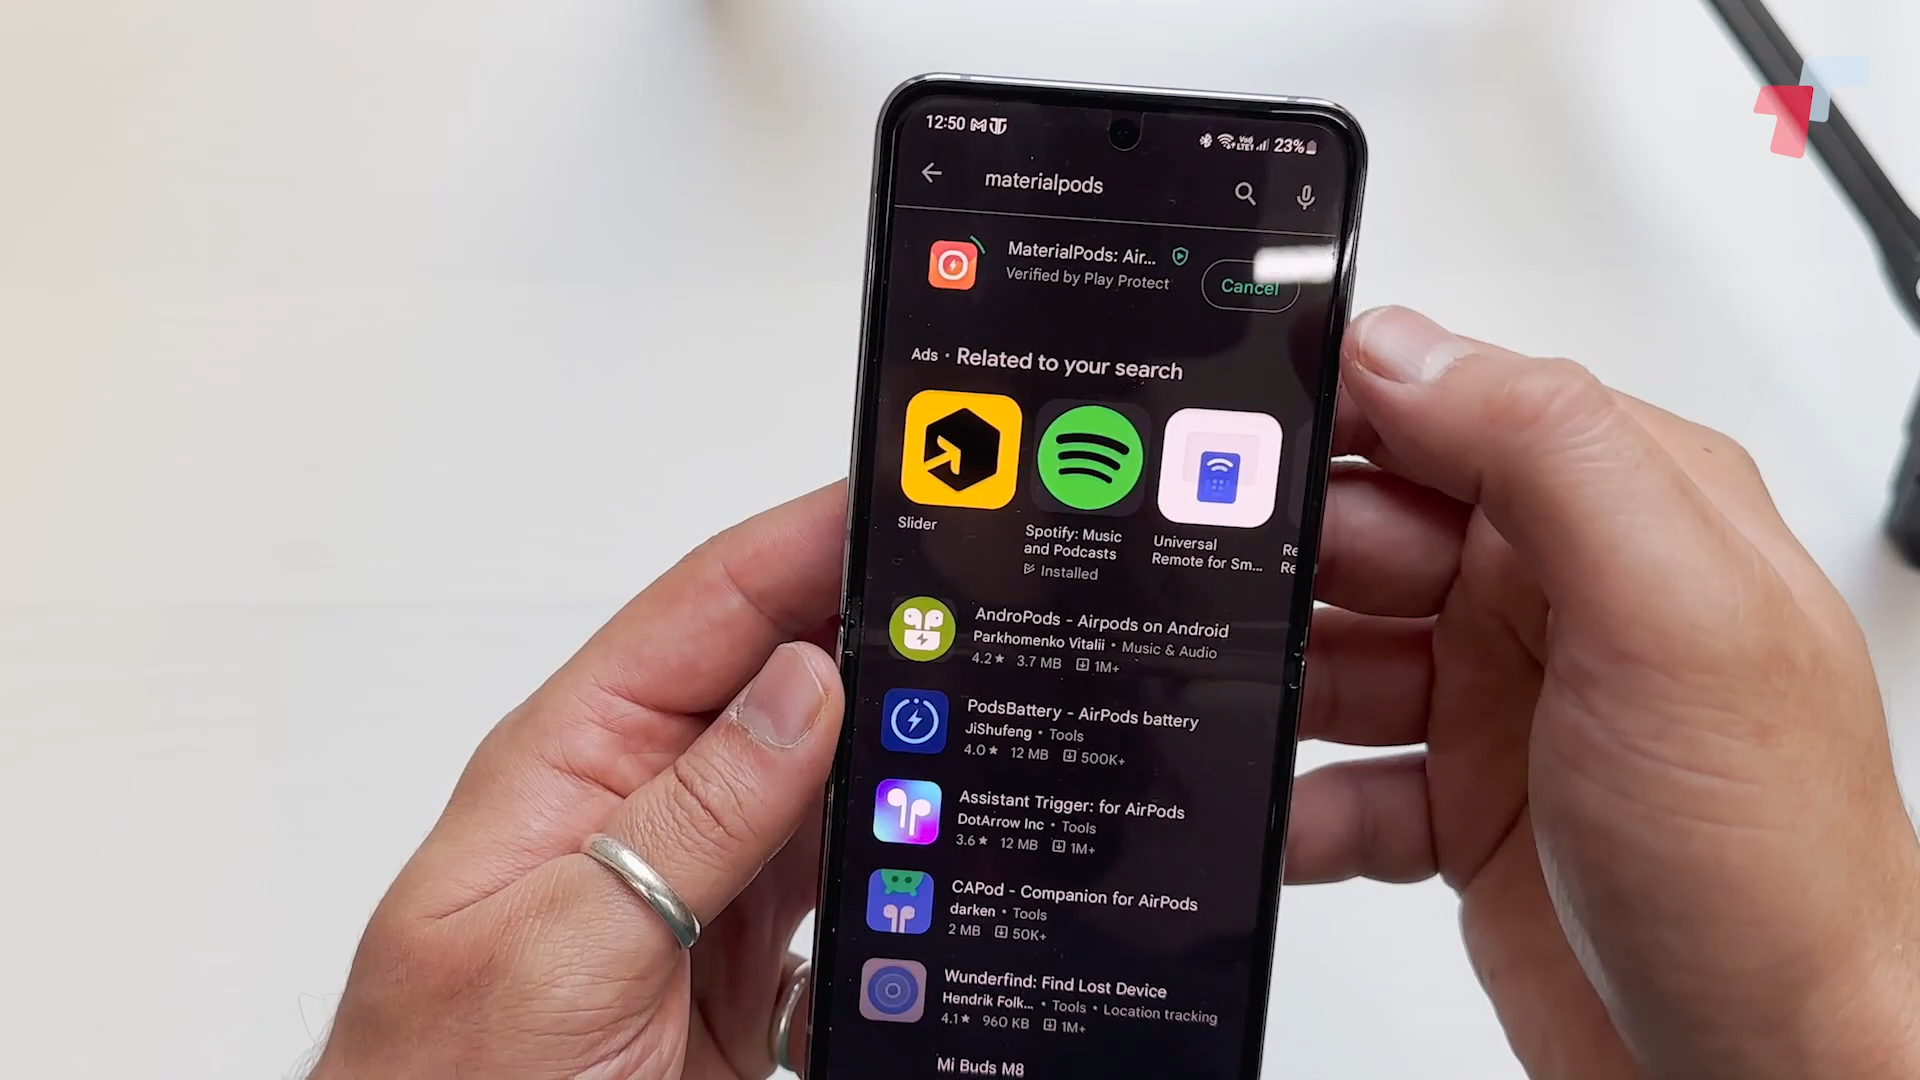 12:50
VoB
LTE1
23%
materialpods
MaterialPods: Air...
Verified by Play Protect
Cancel
Ads • Related to your search
Slider
Spotify: Music
and Podcasts
Installed
Universal
Remote for Sm...
Re
Re
AndroPods - Airpods on Android
Parkhomenko Vitalii • Music & Audio
4.2★ 3.7 MB 1M+
PodsBattery - AirPods battery
JiShufeng • Tools
4.0★ 12 MB 500K+
Assistant Trigger: for AirPods
DotArrow Inc • Tools
3.6★ 12 MB 1M+
CAPod - Companion for AirPods
darken • Tools
2 MB 50K+
Wunderfind: Find Lost Device
Hendrik Folk... • Tools • Location tracking
4.1★ 960 KB 1M+
Mi Buds M8